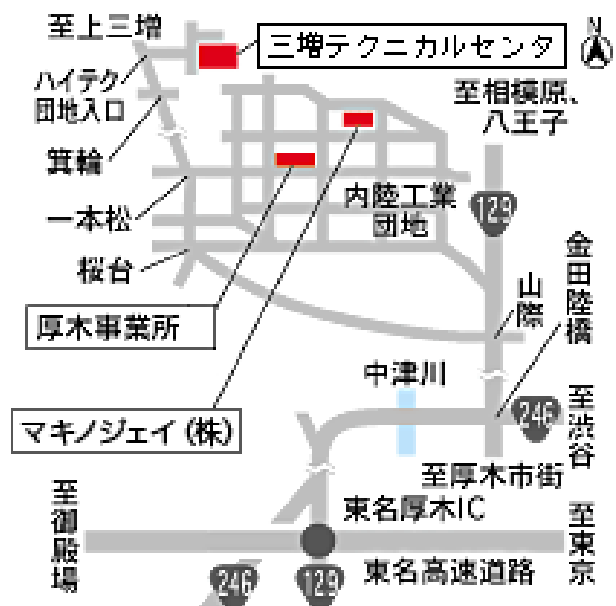 至上三増
三増テクニカルセンタ
N
ハイテク
団地入口
至相模原、
八王子
箕輪
内陸工業
団地
129
一本松
桜台
金田陸橋
山際
厚木事業所
中津川
マキノジェイ(株)
246
至渋谷
至厚木市街
至御殿場
東名厚木IC
至東京
東名高速道路
246
129